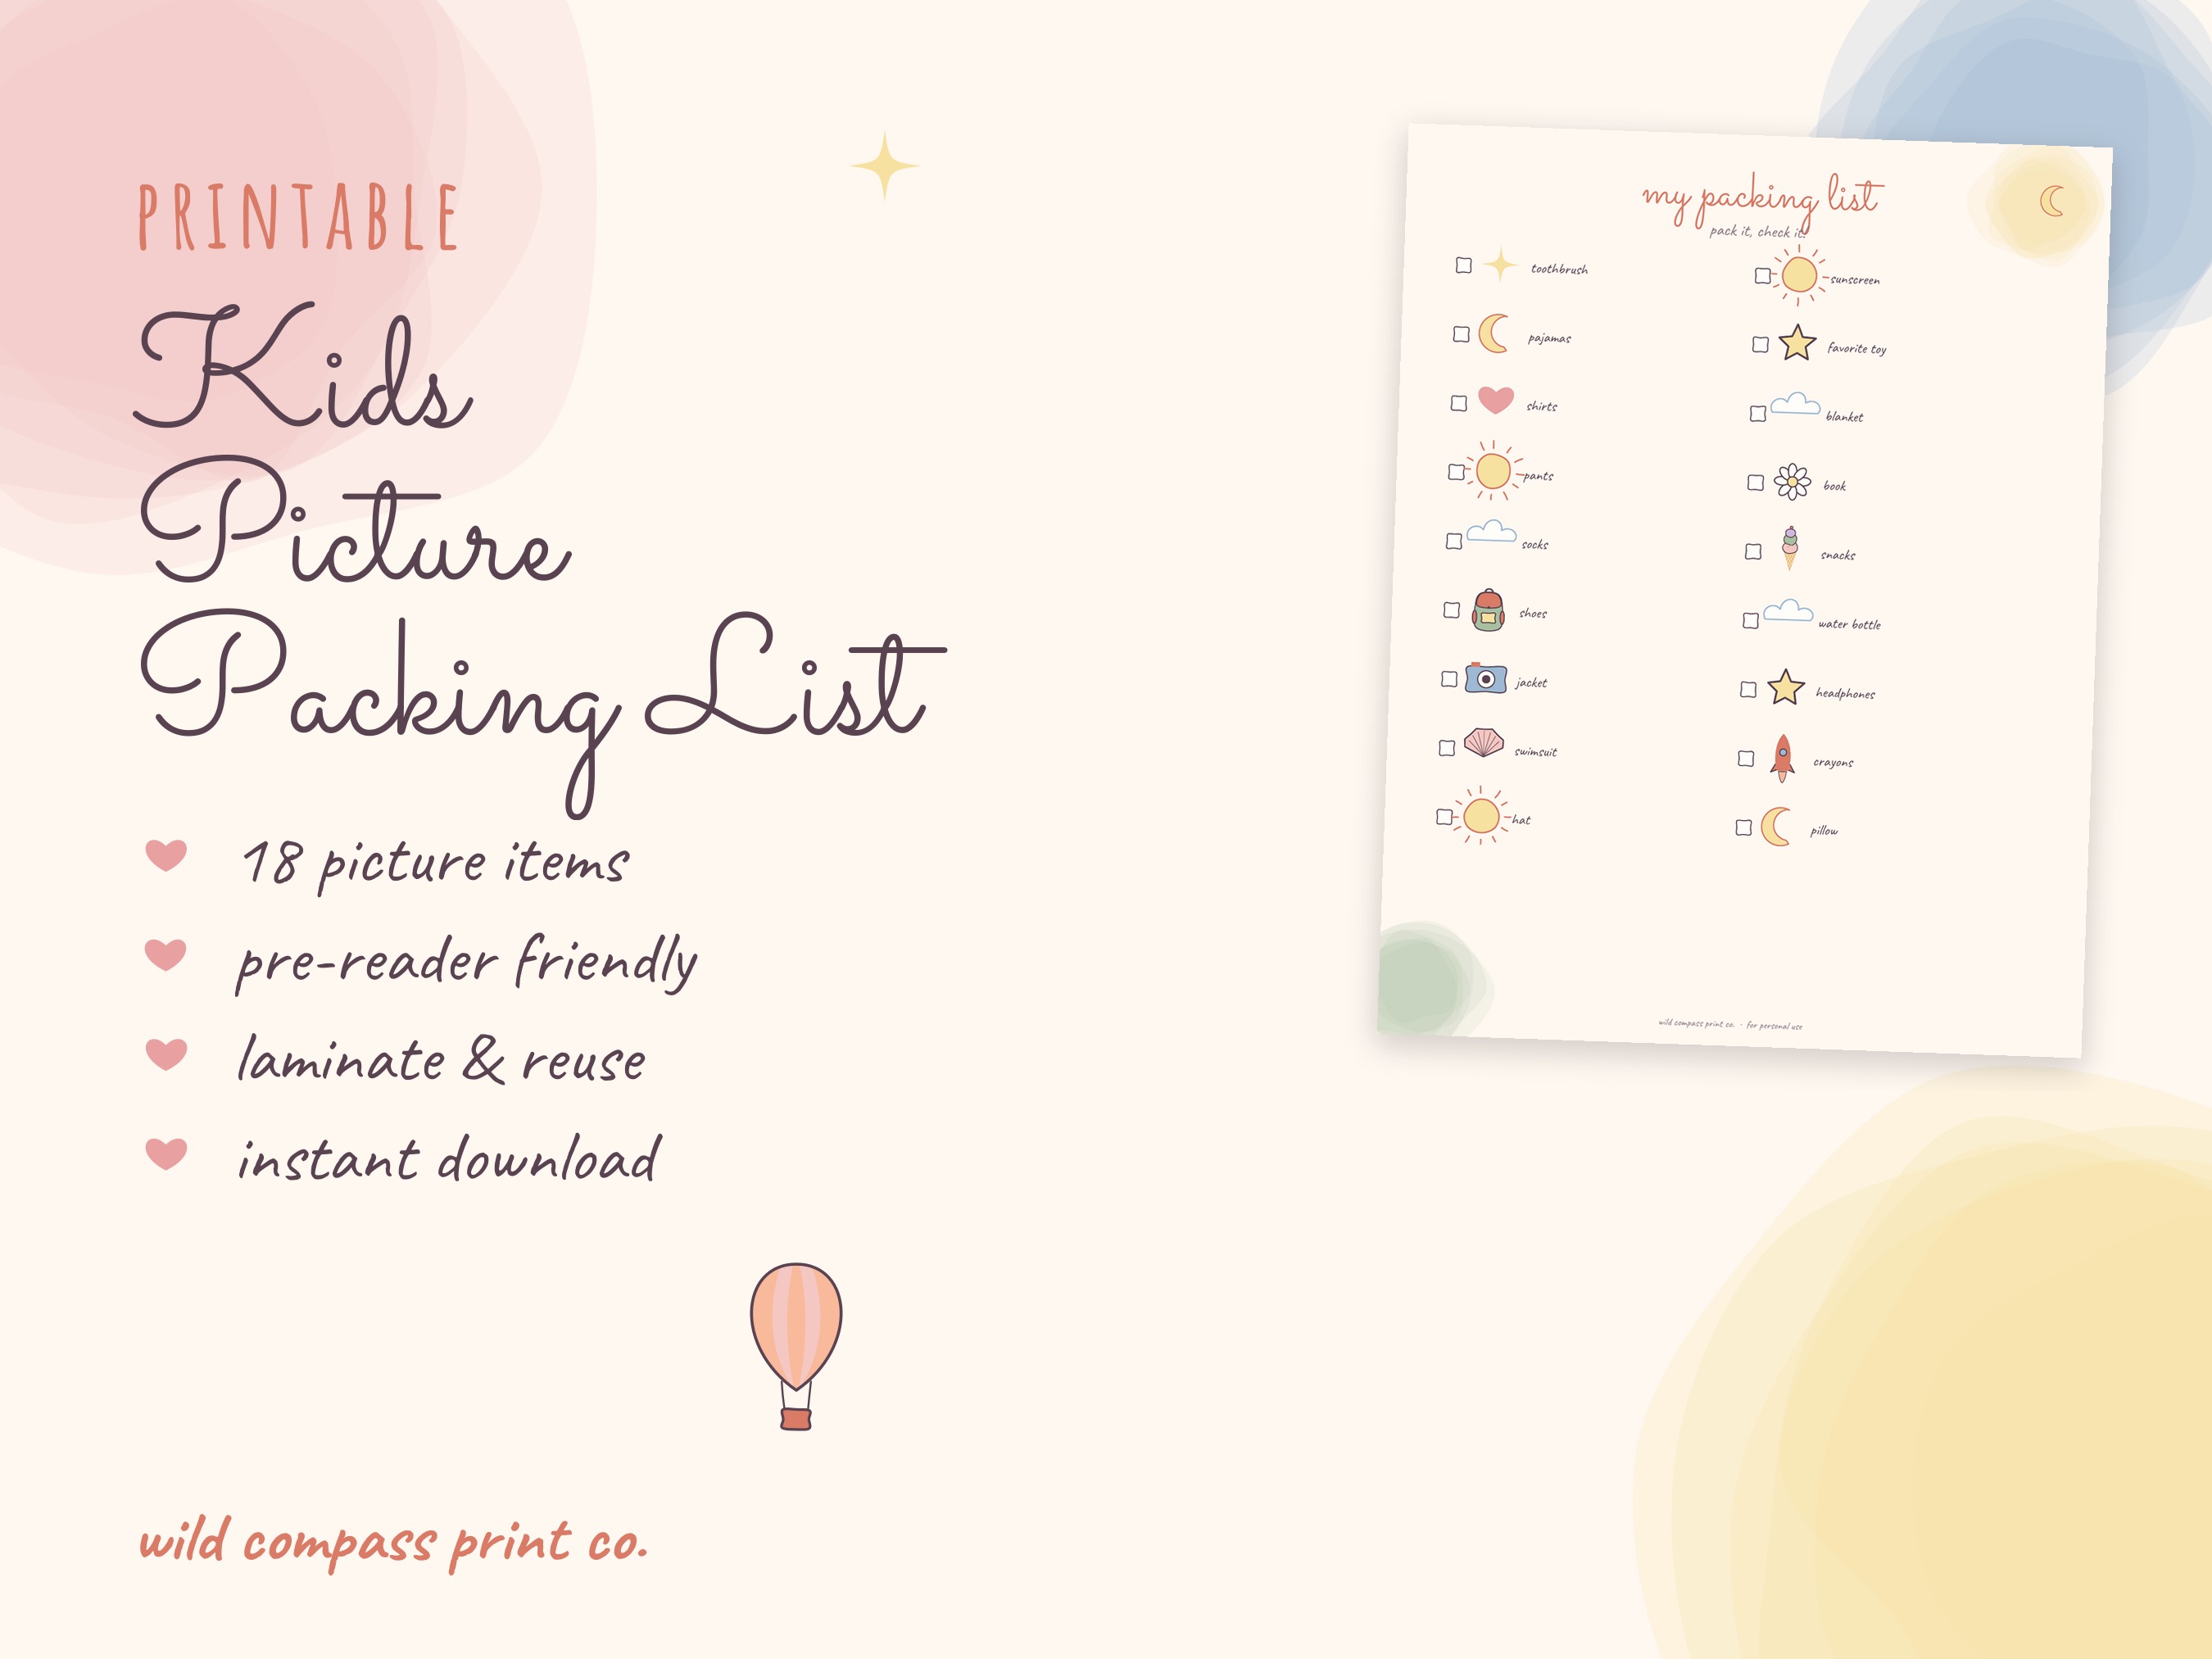 PRINTABLE
Kids
Picture
Packing List
18 picture items
pre-reader friendly
laminate & reuse
instant download
wild compass print co.
my packing list
pack it, check it!
toothbrush
pajamas
shirts
pants
socks
shoes
jacket
swimsuit
hat
sunscreen
favorite toy
blanket
book
snacks
water bottle
headphones
crayons
pillow
wild compass print co. · for personal use